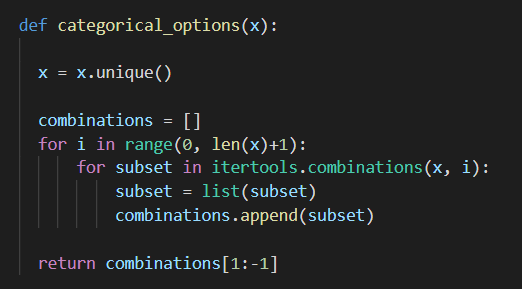 def categorical_options(x):
x = x.unique()
combinations = []
for i in range(0, len(x)+1):
for subset in itertools.combinations(x, i):
subset = list(subset)
combinations.append(subset)
return combinations[1:-1]